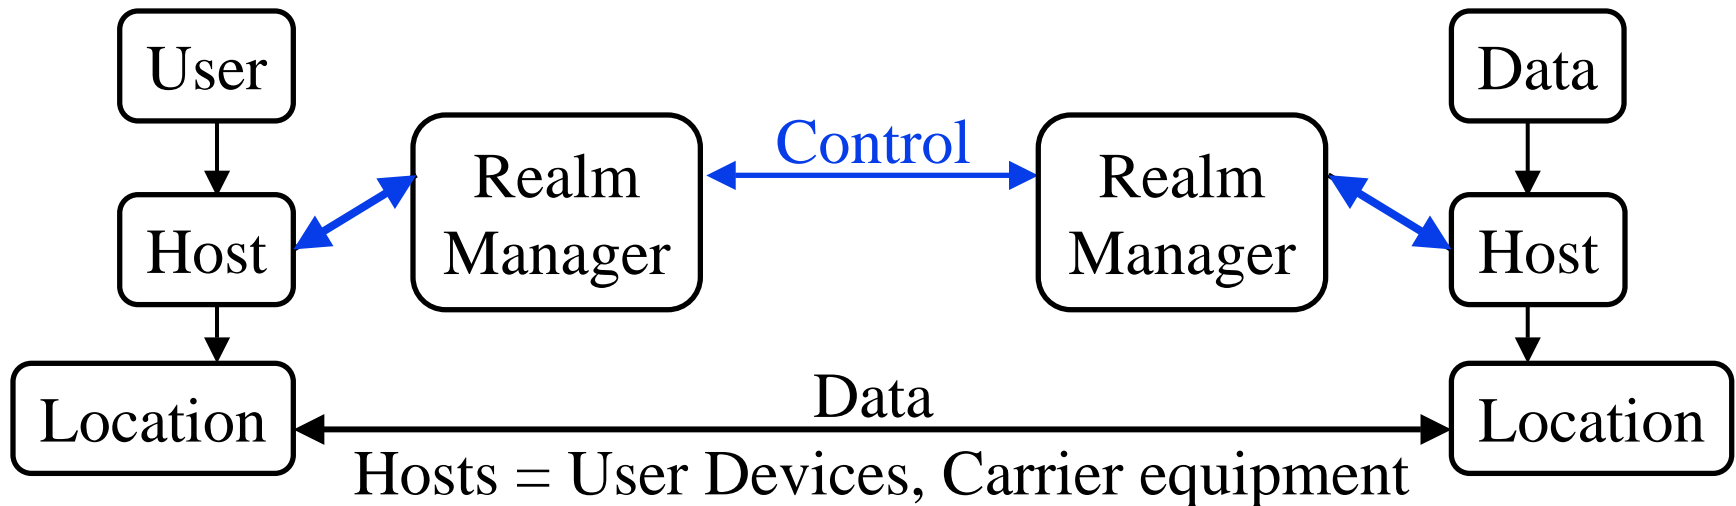 User
Data
Control
Realm
Manager
Realm
Manager
Host
Host
Data
Location
Location
Hosts = User Devices, Carrier equipment